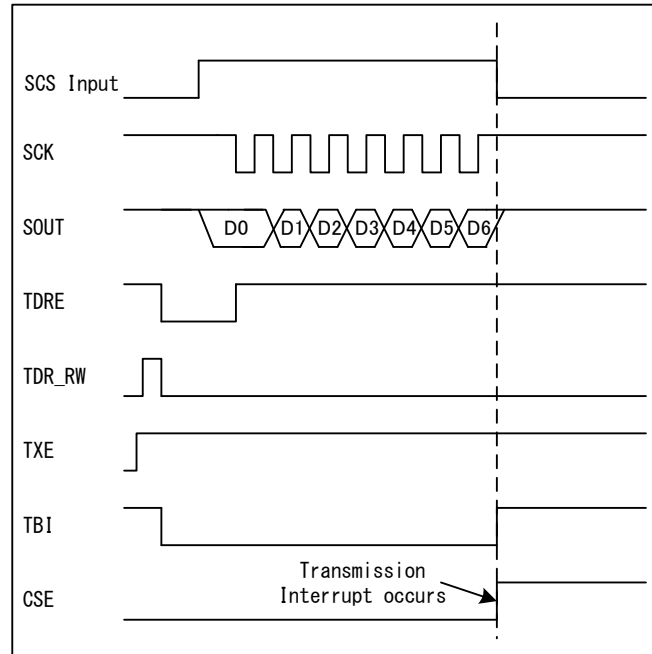 SCS Input
SCK
SOUT
D0 D1 D2 D3 D4 D5 D6
TDRE
TDR_RW
TXE
TBI
Transmission
Interrupt occurs
CSE